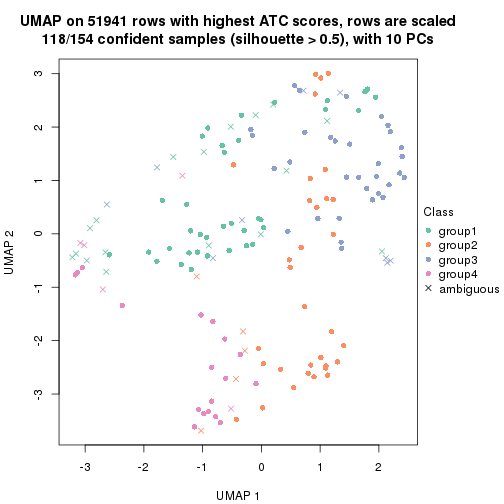 UMAP on 51941 rows with highest ATC scores, rows are scaled
118/154 confident samples (silhouette > 0.5), with 10 PCs
3
2
1
0
-1
-2
-3
UMAP 2
-3 -2 -1 0 1 2
UMAP 1
Class
group1
group2
group3
group4
ambiguous